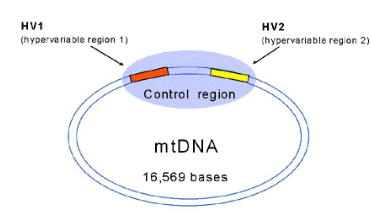 HV1
(hypervariable region 1)
HV2
(hypervariable region 2)
Control region
mtDNA
16,569 bases